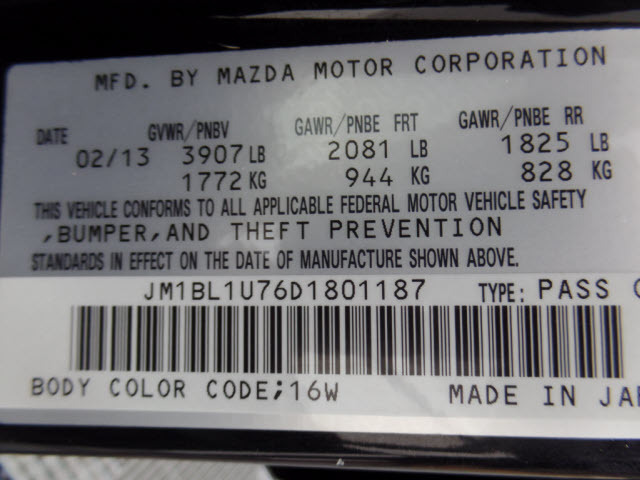 MFD. BY MAZDA MOTOR CORPORATION
DATE GVWR/PNBV GAWR/PNBE FRT GAWR/PNBE RR
02/13 3907 LB 2081 LB 1825 LB
1772 KG 944 KG 828 KG
THIS VEHICLE CONFORMS TO ALL APPLICABLE FEDERAL MOTOR VEHICLE SAFETY
,BUMPER,AND THEFT PREVENTION
STANDARDS IN EFFECT ON THE DATE OF MANUFACTURE SHOWN ABOVE.
JM1BL1U76D1801187 TYPE: PASS
BODY COLOR CODE;16W MADE IN JAP